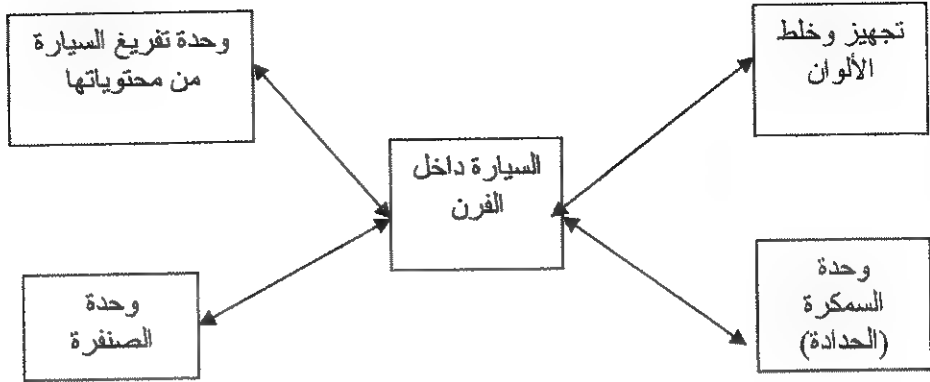 تجهيز وخلط
الألوان
وحدة تفريغ السيارة
من محتوياتها
السيارة داخل
الفرن
وحدة
السمكرة
(الحدادة)
وحدة
الصنفرة